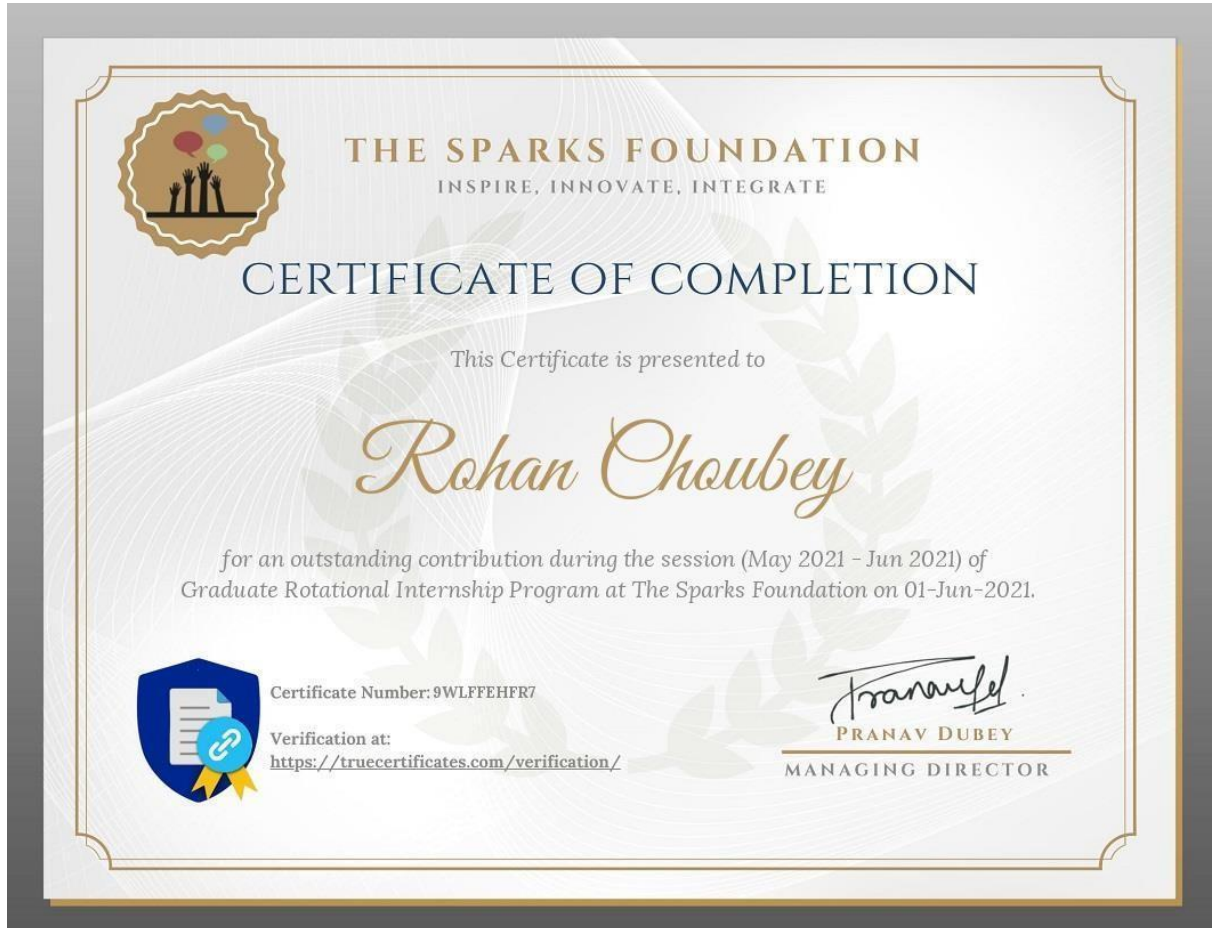 THE SPARKS FOUNDATION
INSPIRE, INNOVATE, INTEGRATE
CERTIFICATE OF COMPLETION
This Certificate is presented to
Rohan Choubey
for an outstanding contribution during the session (May 2021 - Jun 2021) of
Graduate Rotational Internship Program at The Sparks Foundation on 01-Jun-2021.
Certificate Number: 9WLFFEHFR7
Verification at:
https://truecertificates.com/verification/
PRANAV DUBEY
MANAGING DIRECTOR